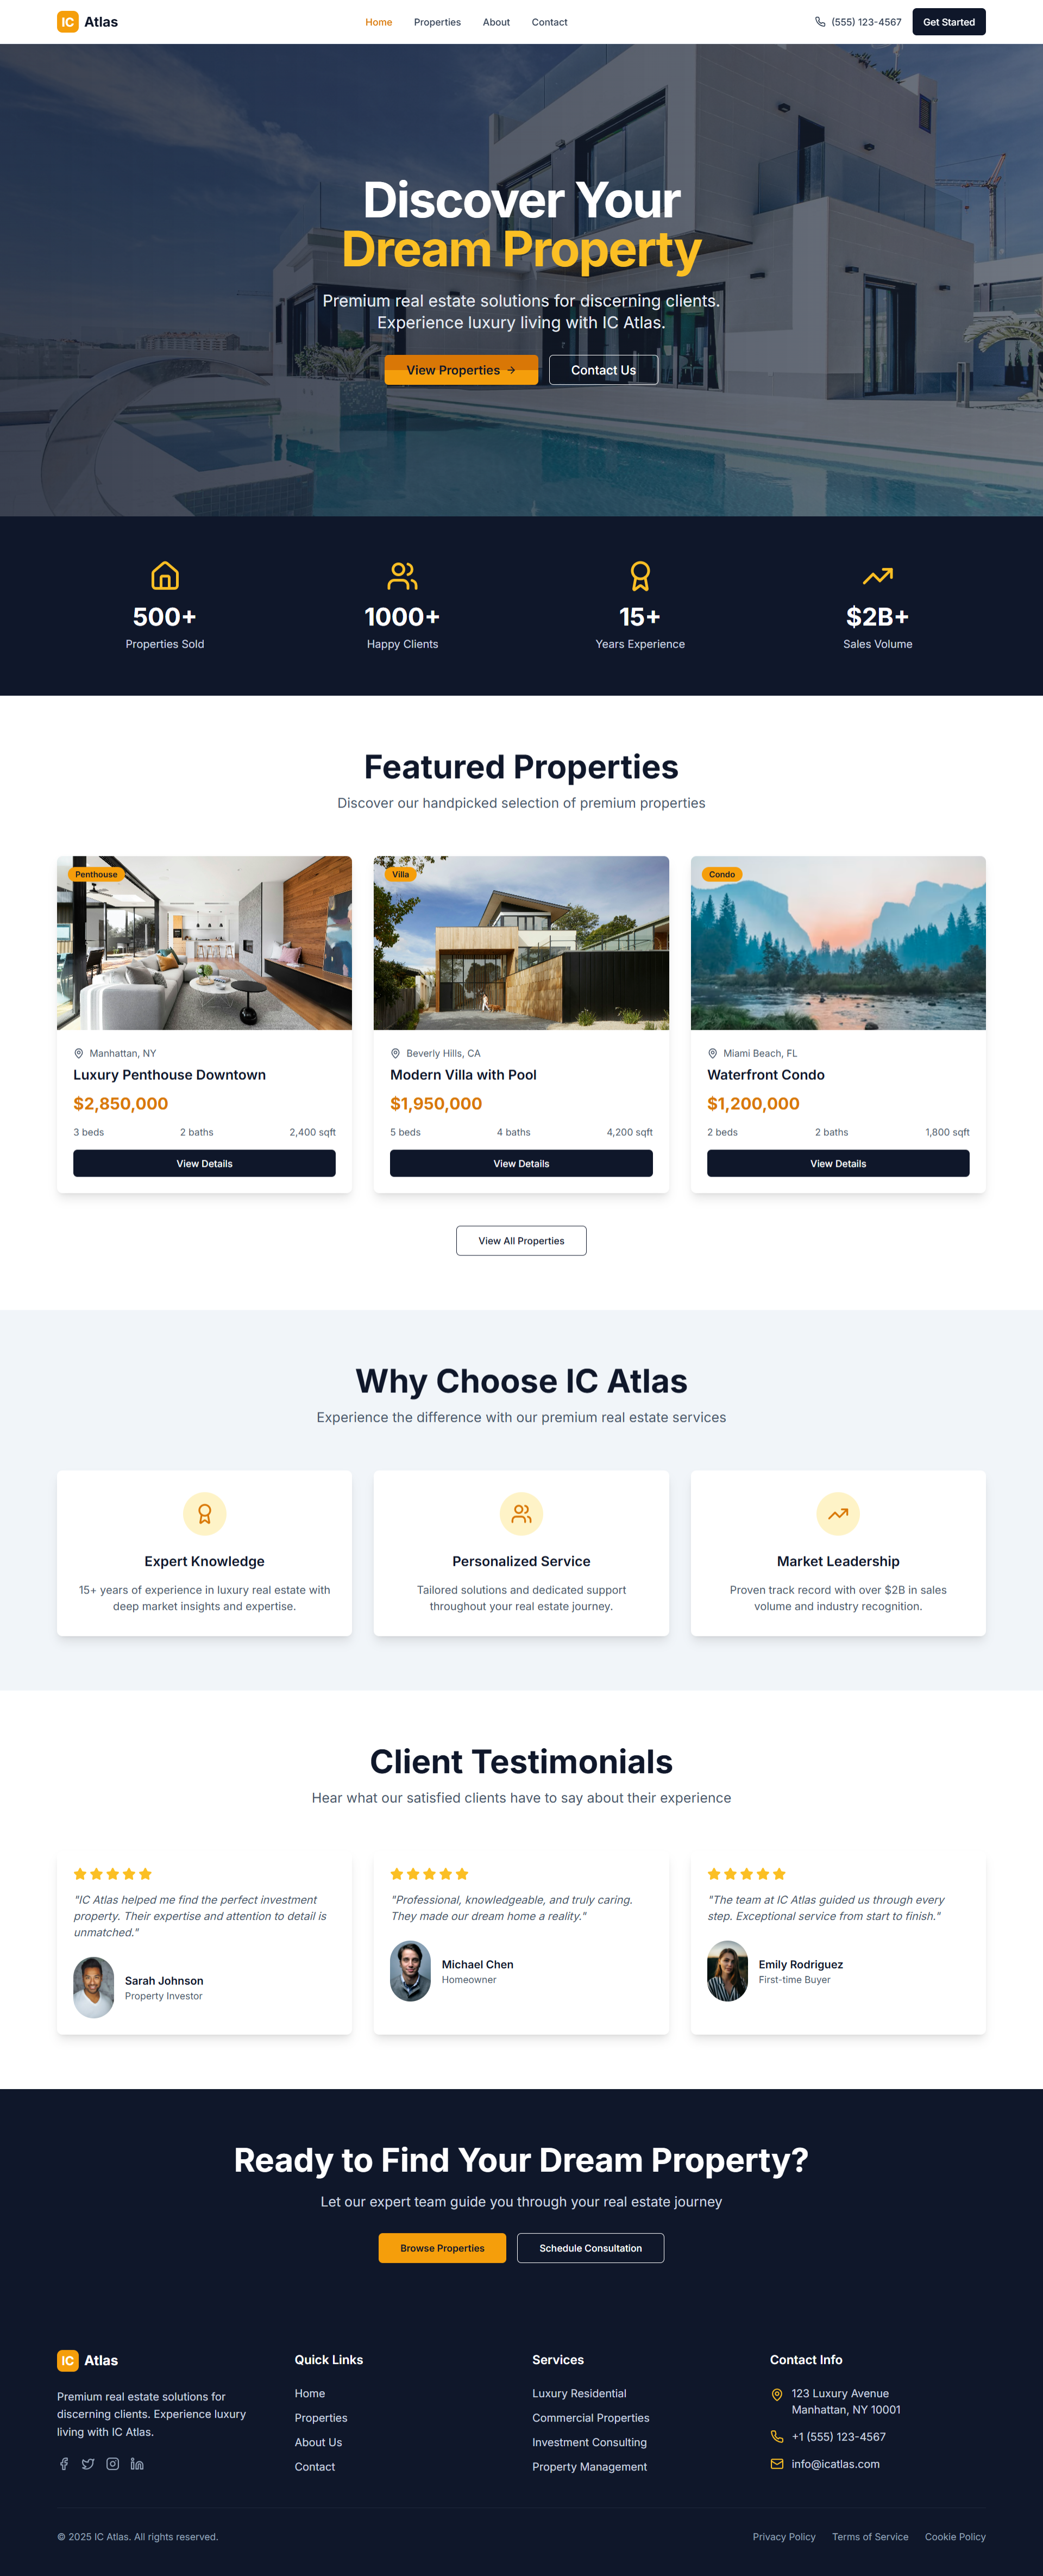 IC Atlas
Home Properties About Contact
(555) 123-4567
Get Started
Discover Your
Dream Property
Premium real estate solutions for discerning clients.
Experience luxury living with IC Atlas.
View Properties →
Contact Us
500+
Properties Sold
1000+
Happy Clients
15+
Years Experience
$2B+
Sales Volume
Featured Properties
Discover our handpicked selection of premium properties
Penthouse
Manhattan, NY
Luxury Penthouse Downtown
$2,850,000
3 beds 2 baths 2,400 sqft
View Details
Villa
Beverly Hills, CA
Modern Villa with Pool
$1,950,000
5 beds 4 baths 4,200 sqft
View Details
Condo
Miami Beach, FL
Waterfront Condo
$1,200,000
2 beds 2 baths 1,800 sqft
View Details
View All Properties
Why Choose IC Atlas
Experience the difference with our premium real estate services
Expert Knowledge
15+ years of experience in luxury real estate with
deep market insights and expertise.
Personalized Service
Tailored solutions and dedicated support
throughout your real estate journey.
Market Leadership
Proven track record with over $2B in sales
volume and industry recognition.
Client Testimonials
Hear what our satisfied clients have to say about their experience
"IC Atlas helped me find the perfect investment
property. Their expertise and attention to detail is
unmatched."
Sarah Johnson
Property Investor
"Professional, knowledgeable, and truly caring.
They made our dream home a reality."
Michael Chen
Homeowner
"The team at IC Atlas guided us through every
step. Exceptional service from start to finish."
Emily Rodriguez
First-time Buyer
Ready to Find Your Dream Property?
Let our expert team guide you through your real estate journey
Browse Properties
Schedule Consultation
IC Atlas
Premium real estate solutions for
discerning clients. Experience luxury
living with IC Atlas.
Quick Links
Home
Properties
About Us
Contact
Services
Luxury Residential
Commercial Properties
Investment Consulting
Property Management
Contact Info
123 Luxury Avenue
Manhattan, NY 10001
+1 (555) 123-4567
info@icatlas.com
© 2025 IC Atlas. All rights reserved.
Privacy Policy Terms of Service Cookie Policy